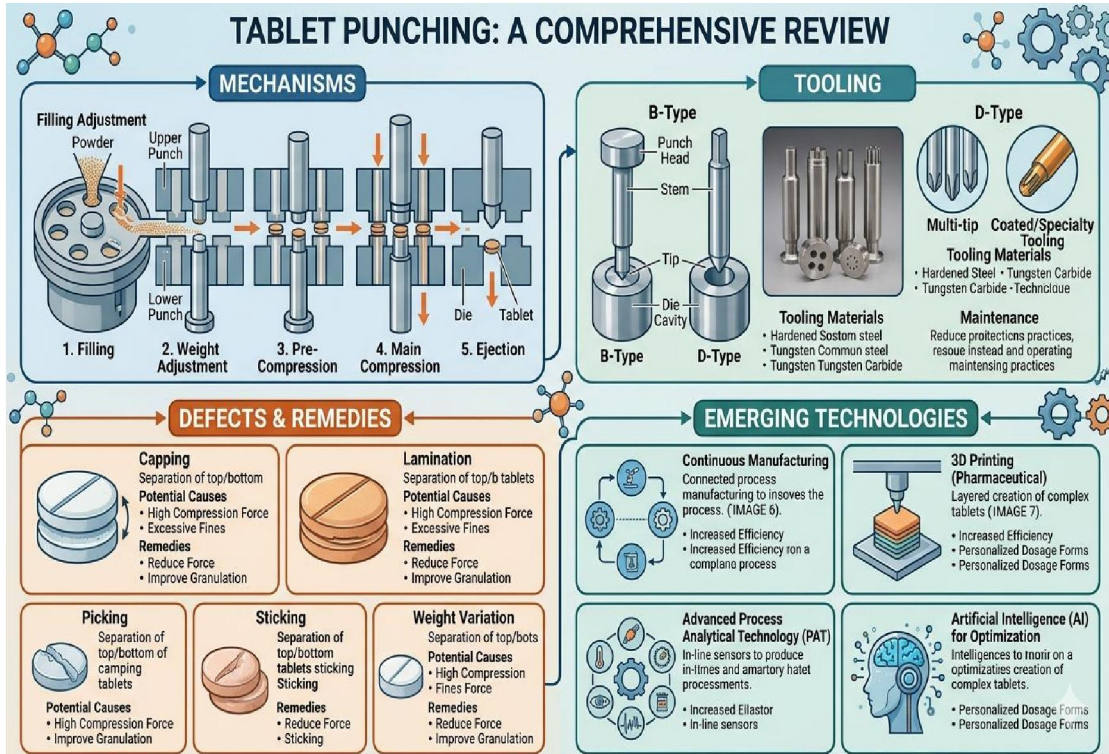 TABLET PUNCHING: A COMPREHENSIVE REVIEW
MECHANISMS
Filling Adjustment
Powder
Upper
Punch
Lower
Punch
Die
Tablet
1. Filling
2. Weight
Adjustment
3. Pre-
Compression
4. Main
Compression
5. Ejection
TOOLING
B-Type
Punch
Head
Stem
Tip
Die
Cavity
B-Type
D-Type
Tooling Materials
• Hardened Sostom steel
• Tungsten Commun steel
• Tungsten Tungsten Carbide
D-Type
Multi-tip
Coated/Specialty
Tooling
Tooling Materials
• Hardened Steel • Tungsten Carbide
• Tungsten Carbide • Technicloue
Maintenance
Reduce proitections practices,
resoue instead and operating
maintensing practices
DEFECTS & REMEDIES
Capping
Separation of top/bottom
Potential Causes
• High Compression Force
• Excessive Fines
Remedies
• Reduce Force
• Improve Granulation
Lamination
Separation of top/b tablets
Potential Causes
• High Compression Force
• Excessive Fines
Remedies
• Reduce Force
• Improve Granulation
Picking
Separation of
top/bottom of
camping
tablets
Potential Causes
• High Compression Force
• Improve Granulation
Sticking
Separation of
top/bottom
tablets sticking
Sticking
Remedies
• Reduce Force
• Sticking
Weight Variation
Separation of top/bots
Potential Causes
• High Compression
• Fines Force
Remedies
• Reduce Force
• Improve Granulation
EMERGING TECHNOLOGIES
Continuous Manufacturing
Connected process
manufacturing to insoves the
process. (IMAGE 6).
• Increased Efficiency
• Increased Efficiency ron a
complane process
3D Printing
(Pharmaceutical)
Layered creation of complex
tablets (IMAGE 7).
• Increased Efficiency
• Personalized Dosage Forms
• Personalized Dosage Forms
Advanced Process
Analytical Technology (PAT)
In-line sensors to produce
in-times and amartory hatet
processments.
• Increased Ellastor
• In-line sensors
Artificial Intelligence (AI)
for Optimization
Intelligences to on a
optimizaties creation of
complex tablets.
• Personalized Dosage Forms
• Personalized Dosage Forms